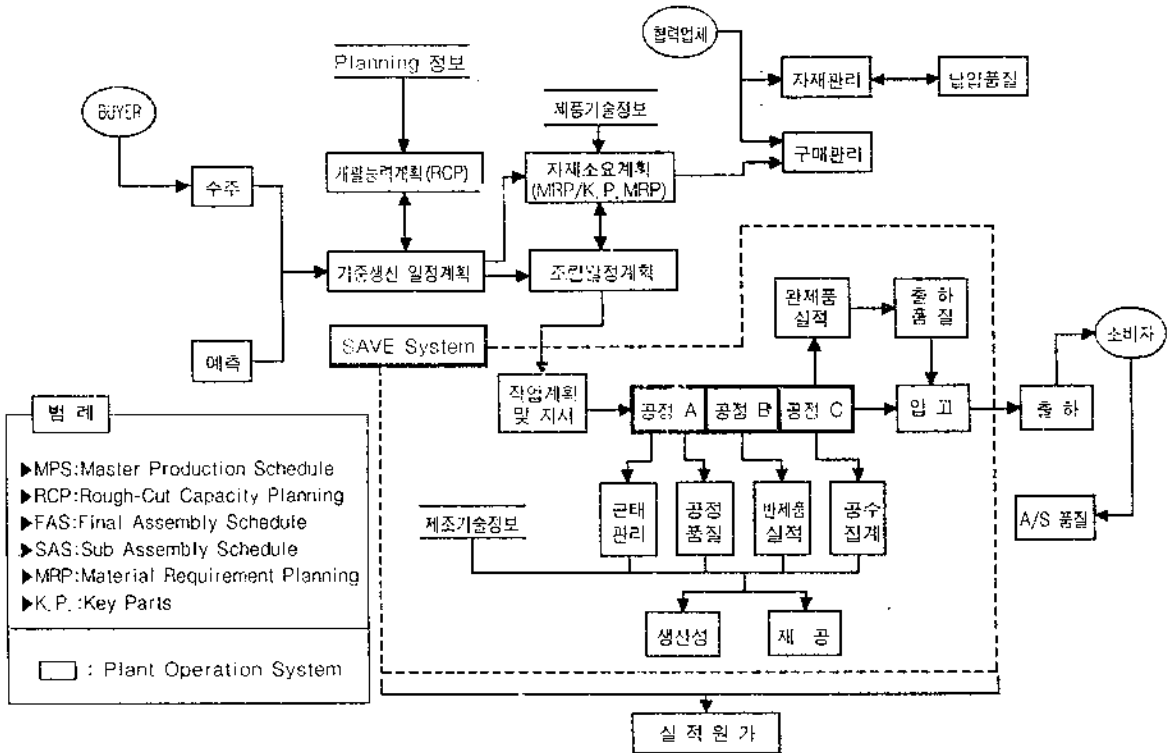 협력업체
Planning 정보
자재관리
납입품질
BUYER
제품기술정보
구매관리
개괄능력계획(RCP)
자재소요계획
(MRP/K.P.MRP)
수주
기준생산 일정계획
조립일정계획
완제품
실적
출 하
품 질
소비자
SAVE System
예측
작업계획
및 지시
공정 A
공정 B
공정 C
입 고
출 하
범 례
▶MPS:Master Production Schedule
▶RCP:Rough-Cut Capacity Planning
▶FAS:Final Assembly Schedule
▶SAS:Sub Assembly Schedule
▶MRP:Material Requirement Planning
▶K.P.:Key Parts
: Plant Operation System
제조기술정보
근태
관리
공정
품질
반제품
실적
공수
집계
A/S 품질
생산성
재 공
실 적 원 가